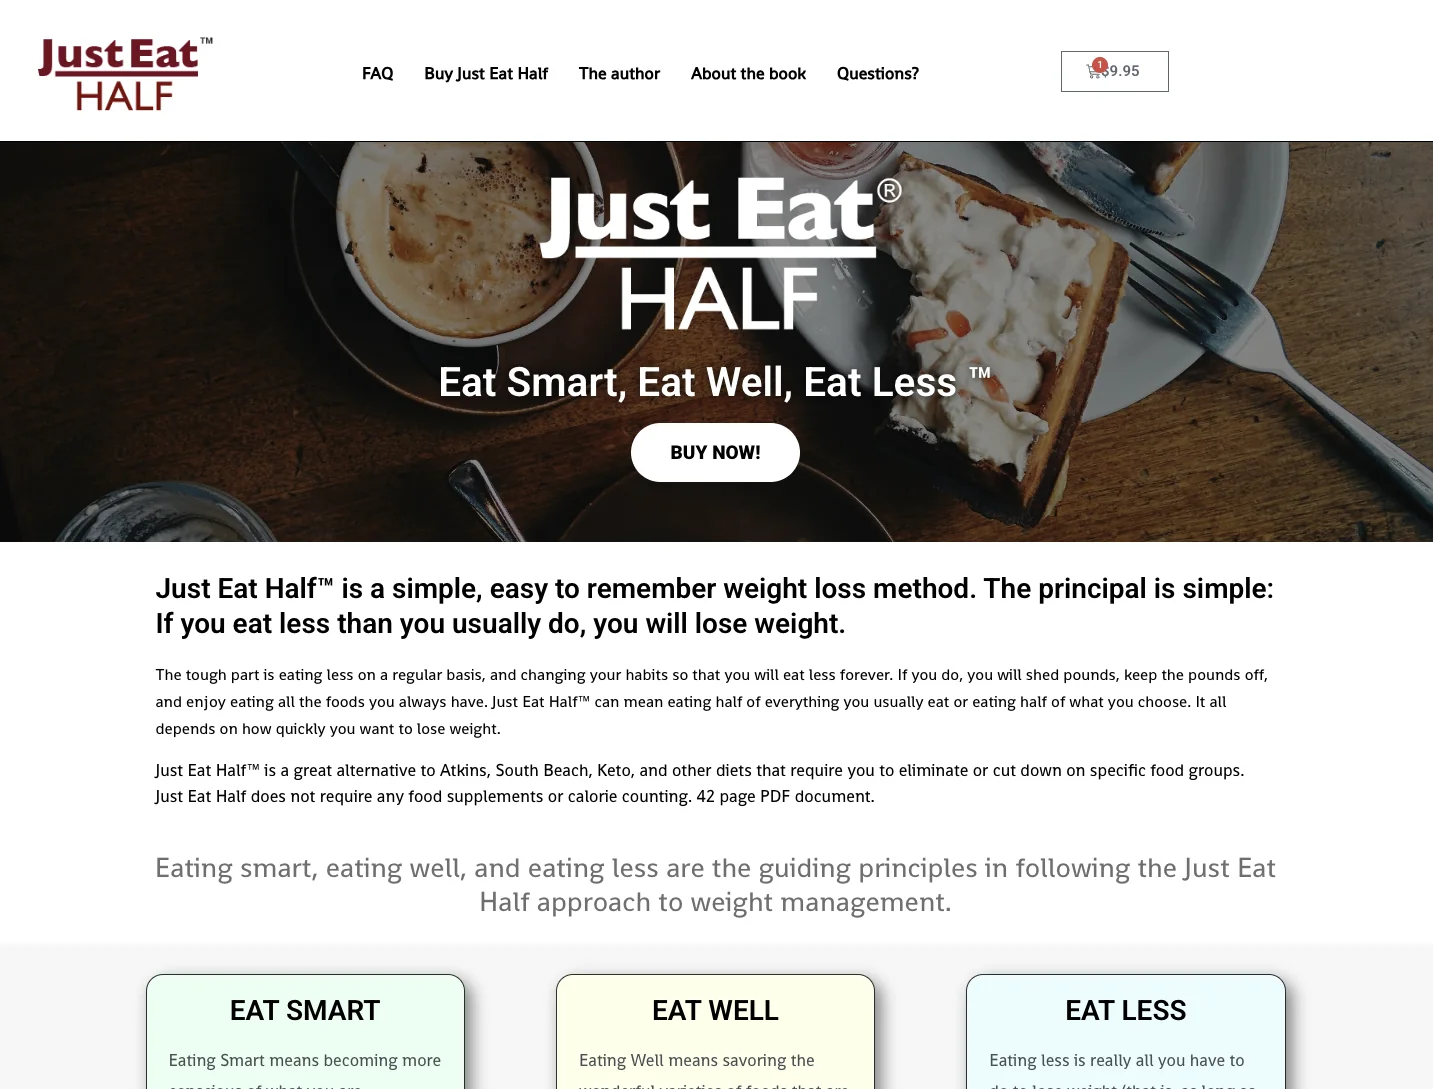 Just Eat™
HALF
FAQ
Buy Just Eat Half
The author
About the book
Questions?
1
$9.95
Just Eat®
HALF
Eat Smart, Eat Well, Eat Less ™
BUY NOW!
Just Eat Half™ is a simple, easy to remember weight loss method. The principal is simple:
If you eat less than you usually do, you will lose weight.
The tough part is eating less on a regular basis, and changing your habits so that you will eat less forever. If you do, you will shed pounds, keep the pounds off,
and enjoy eating all the foods you always have. Just Eat Half™ can mean eating half of everything you usually eat or eating half of what you choose. It all
depends on how quickly you want to lose weight.
Just Eat Half™ is a great alternative to Atkins, South Beach, Keto, and other diets that require you to eliminate or cut down on specific food groups.
Just Eat Half does not require any food supplements or calorie counting. 42 page PDF document.
Eating smart, eating well, and eating less are the guiding principles in following the Just Eat
Half approach to weight management.
EAT SMART
Eating Smart means becoming more
EAT WELL
Eating Well means savoring the
EAT LESS
Eating less is really all you have to